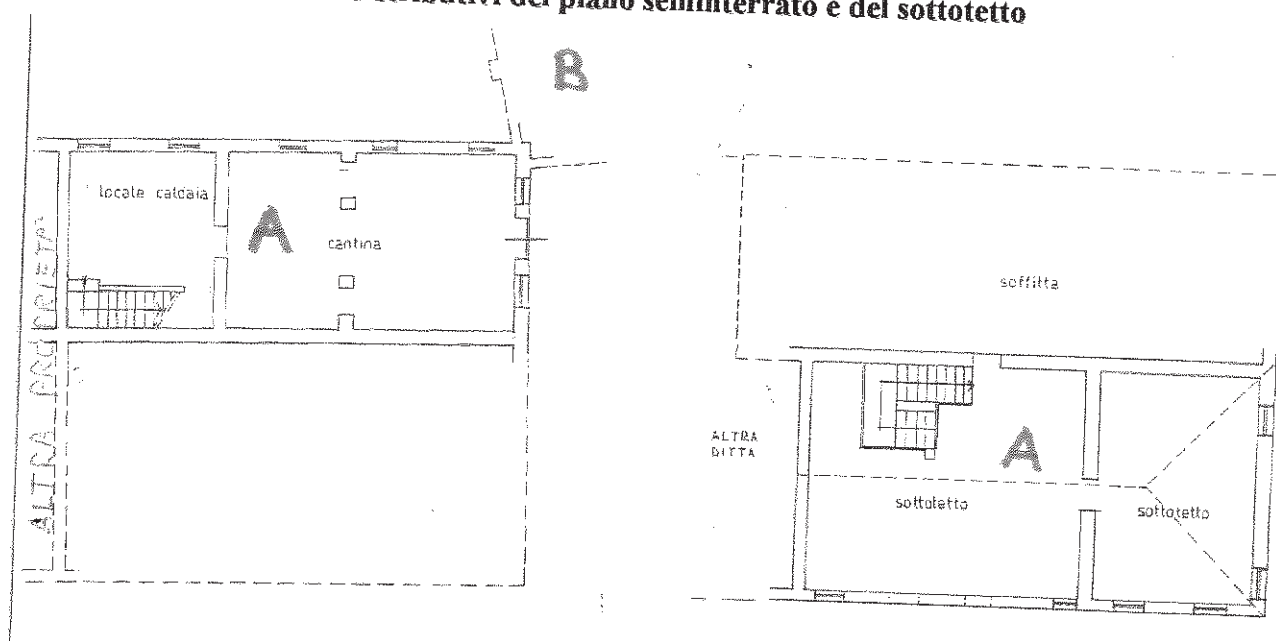 del piano seminterrato e del sottotetto
B
locale caldaia
A
cantina
ALTRA PROPRIETA'
soffitta
ALTRA
DITTA
A
sottotetto
sottotetto